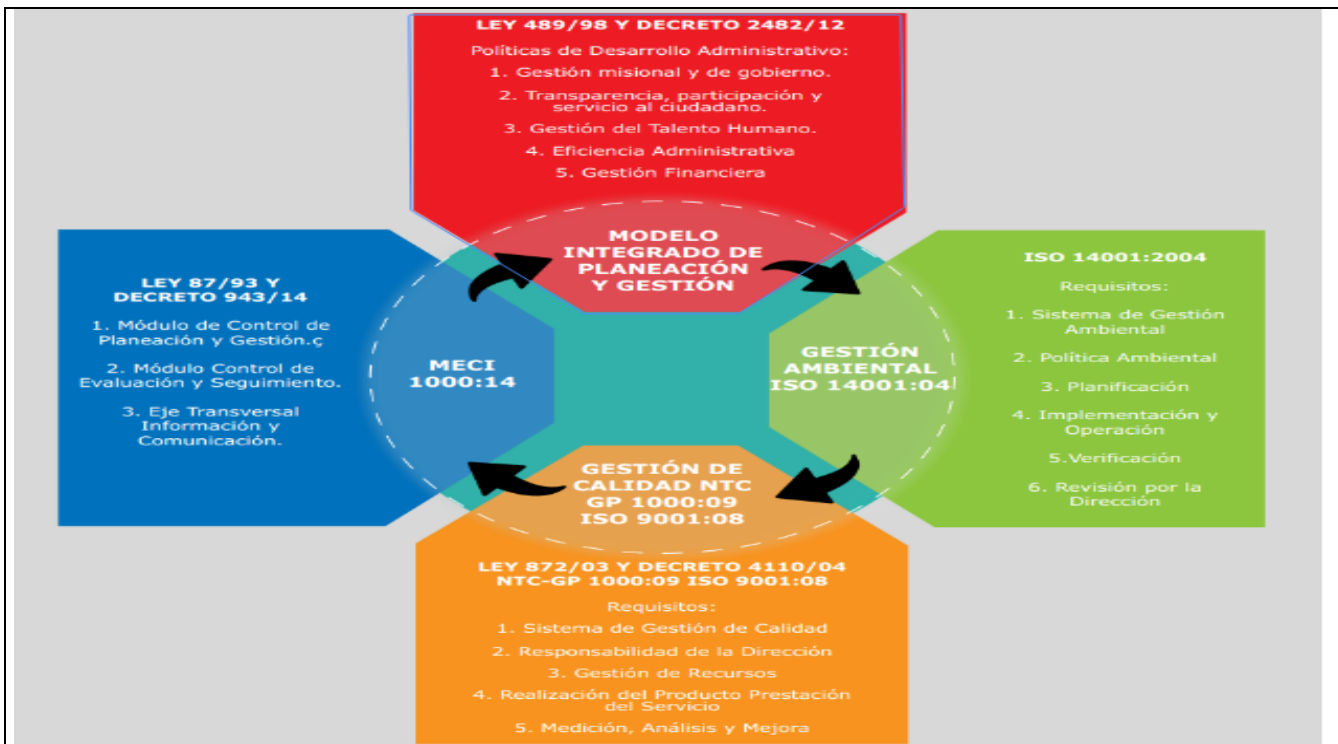 LEY 489/98 Y DECRETO 2482/12
Políticas de Desarrollo Administrativo:
1. Gestión misional y de gobierno.
2. Transparencia, participación y
servicio al ciudadano.
3. Gestión del Talento Humano.
4. Eficiencia Administrativa
5. Gestión Financiera
MODELO
INTEGRADO DE
PLANEACIÓN
Y GESTIÓN
LEY 87/93 Y
DECRETO 943/14
1. Módulo de Control de
Planeación y Gestión.ç
2. Módulo Control de
Evaluación y Seguimiento.
3. Eje Transversal
Información y
Comunicación.
MECI
1000:14
GESTIÓN
AMBIENTAL
ISO 14001:04
ISO 14001:2004
Requisitos:
1. Sistema de Gestión
Ambiental
2. Política Ambiental
3. Planificación
4. Implementación y
Operación
5.Verificación
6. Revisión por la
Dirección
GESTIÓN DE
CALIDAD NTC
GP 1000:09
ISO 9001:08
LEY 872/03 Y DECRETO 4110/04
NTC-GP 1000:09 ISO 9001:08
Requisitos:
1. Sistema de Gestión de Calidad
2. Responsabilidad de la Dirección
3. Gestión de Recursos
4. Realización del Producto Prestación
del Servicio
5. Medición, Análisis y Mejora